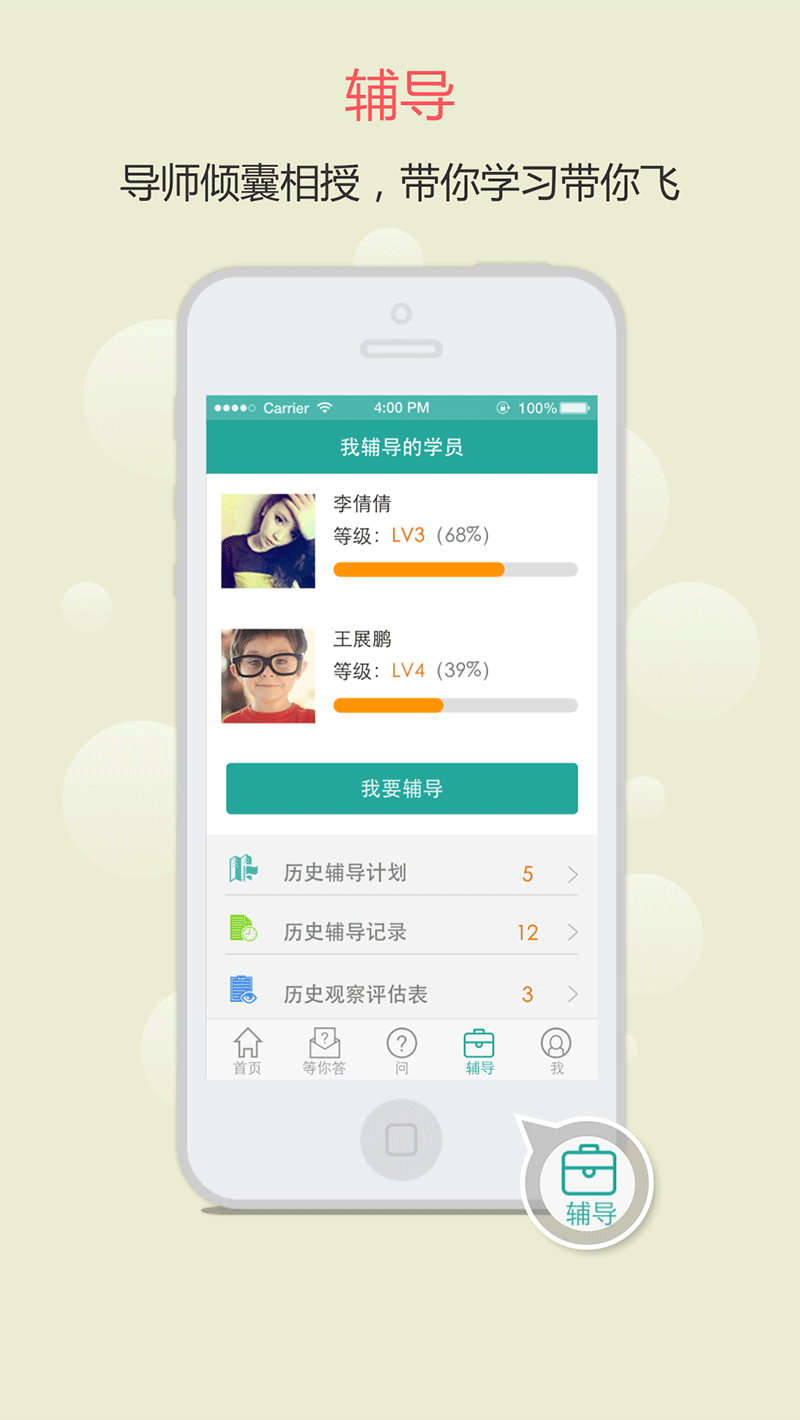 辅导
导师倾囊相授，带你学习带你飞
Carrier 4:00 PM 100%
我辅导的学员
李倩倩
等级：LV3（68%）
王展鹏
等级：LV4（39%）
我要辅导
历史辅导计划 5
历史辅导记录 12
历史观察评估表 3
首页 等你答 问 辅导 我
辅导